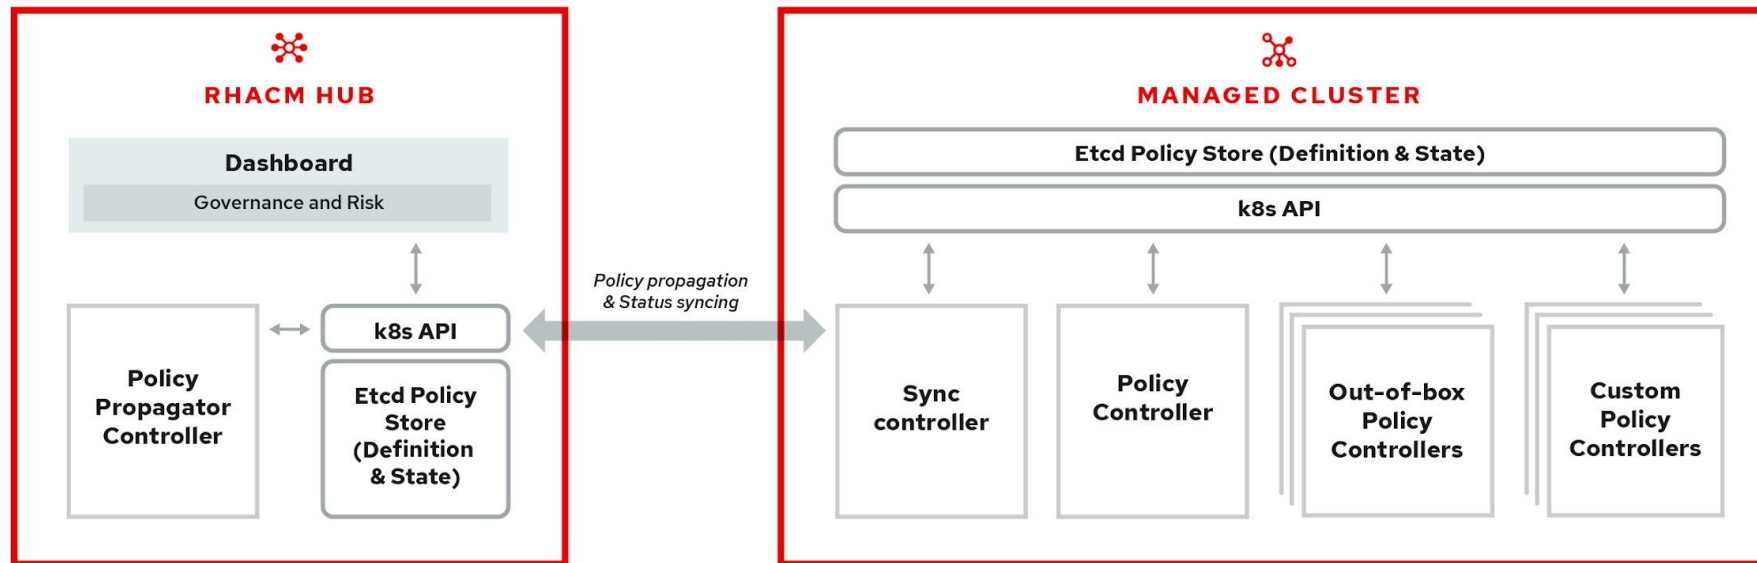 RHACM HUB
Dashboard
Governance and Risk
Policy
Propagator
Controller
k8s API
Etcd Policy
Store
(Definition
& State)
Policy propagation
& Status syncing
MANAGED CLUSTER
Etcd Policy Store (Definition & State)
k8s API
Sync
controller
Policy
Controller
Out-of-box
Policy
Controllers
Custom
Policy
Controllers